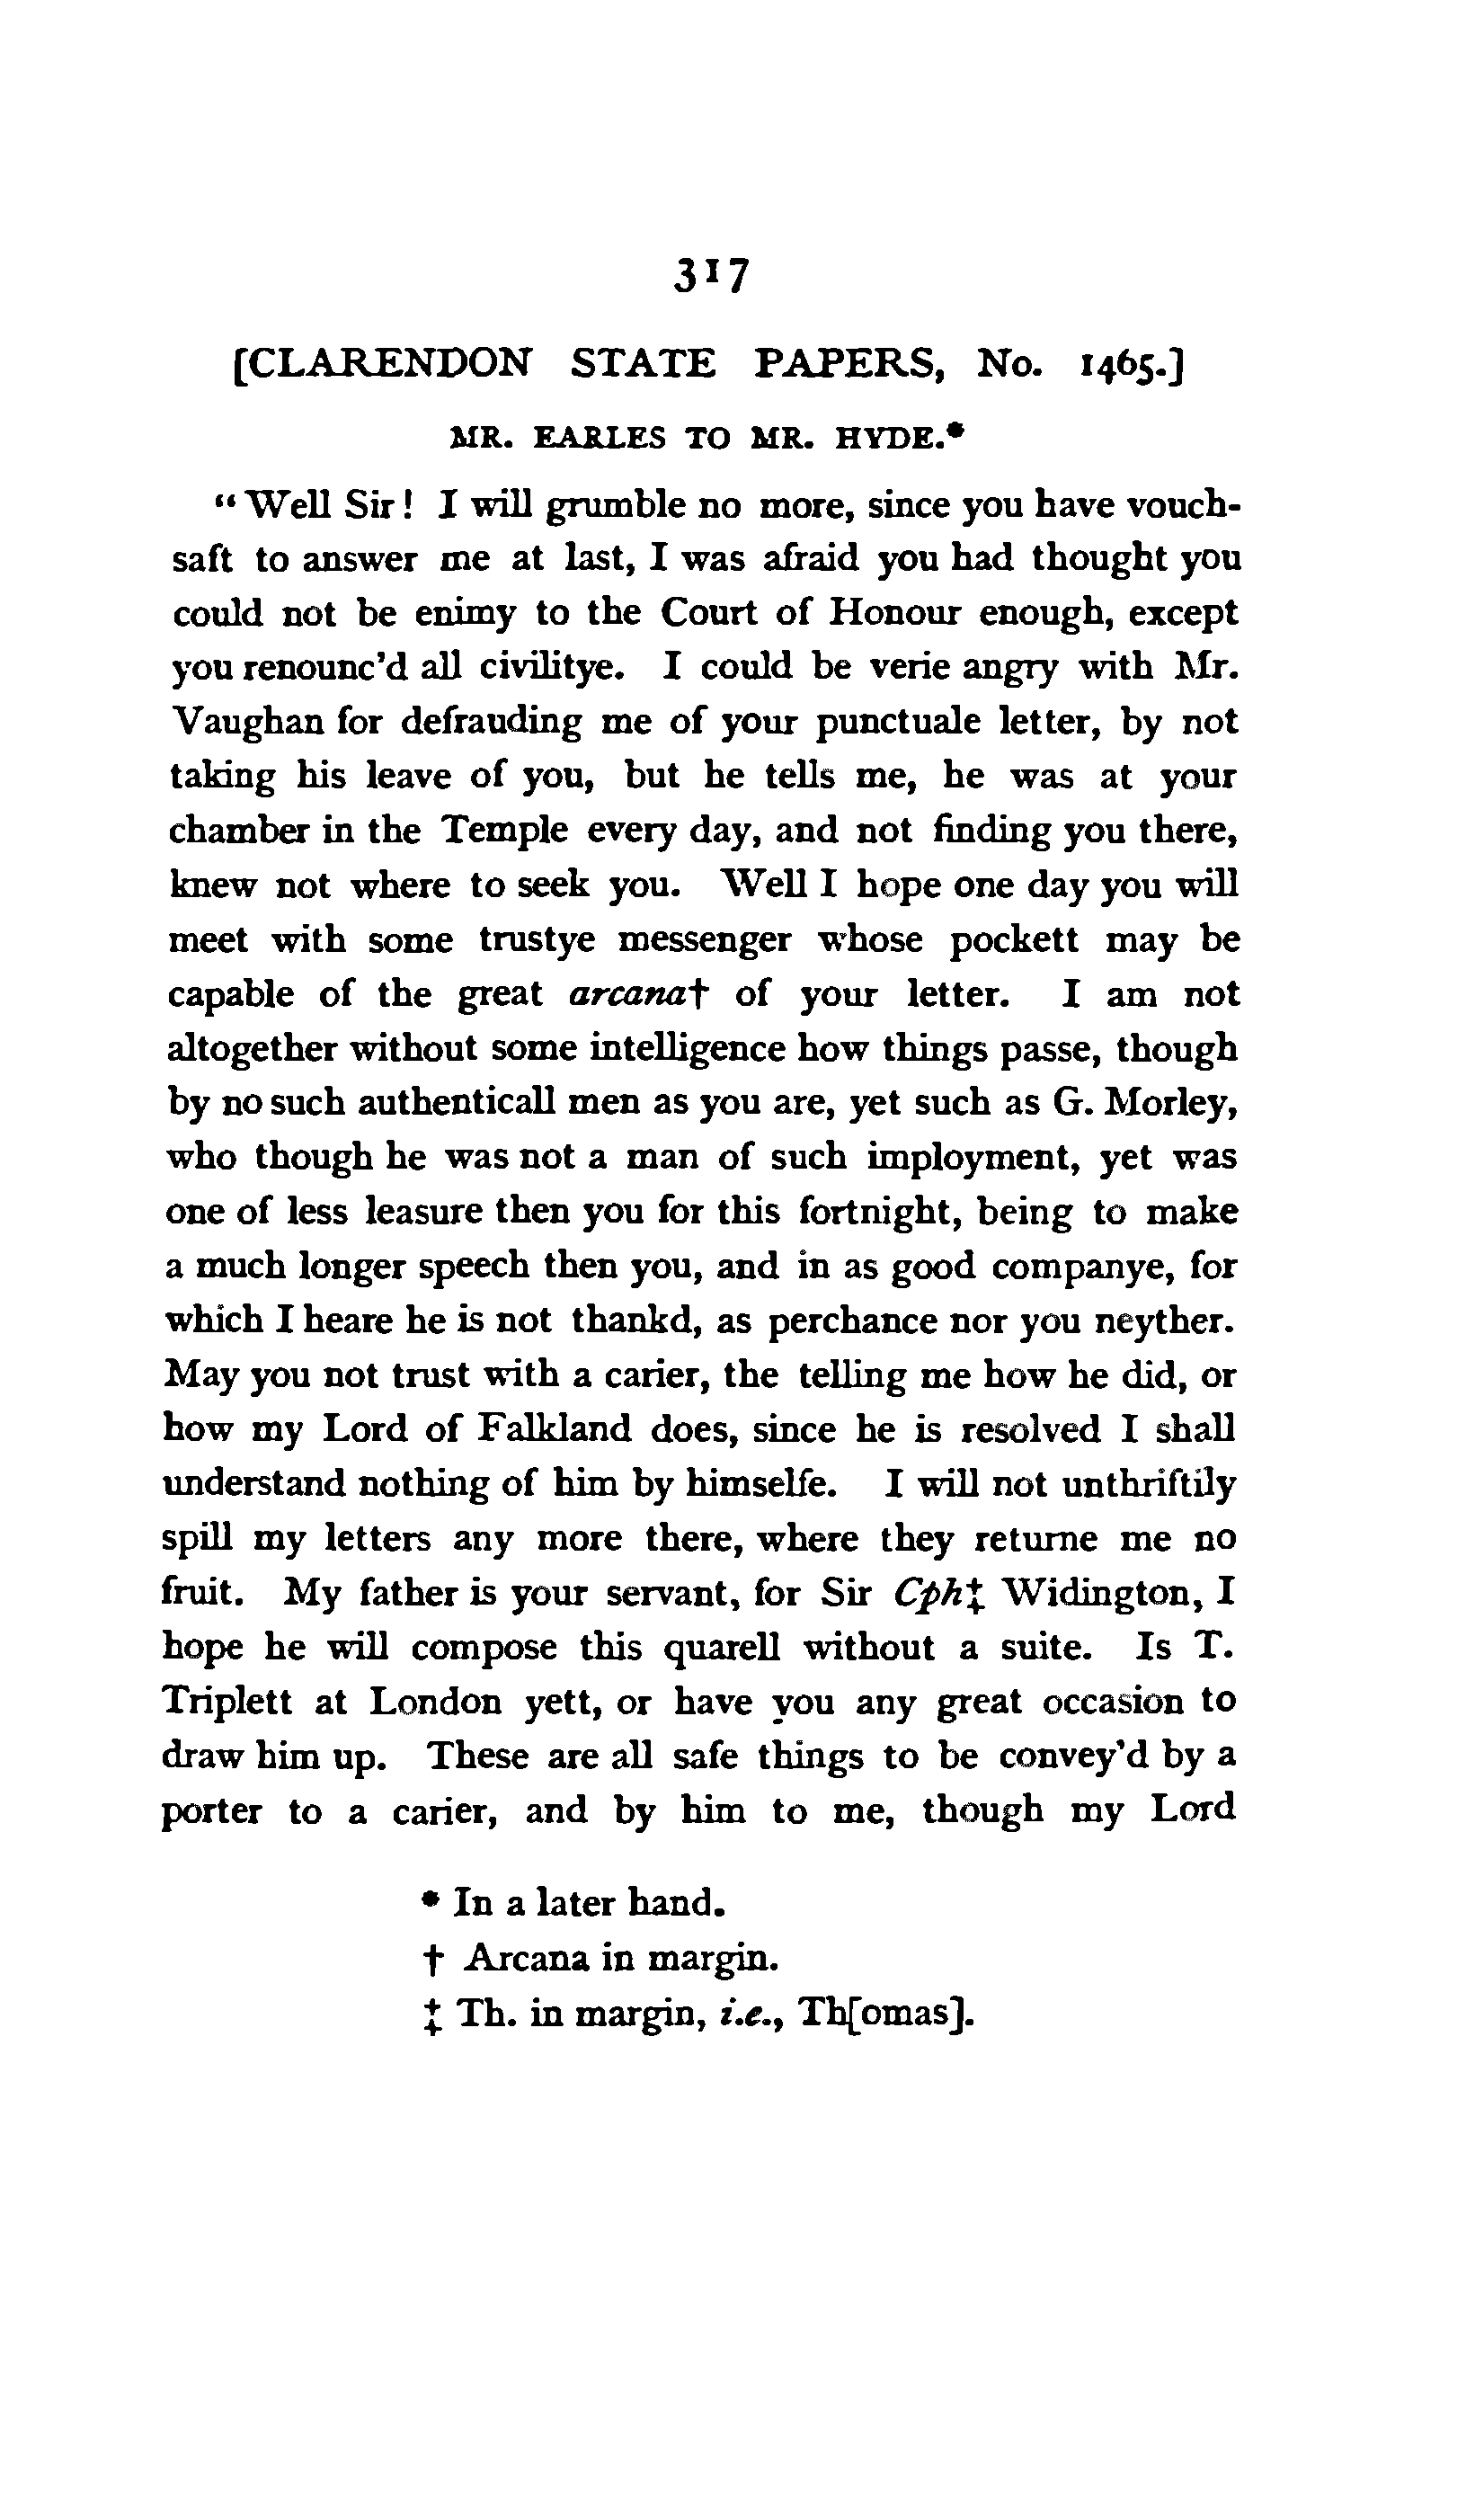 317
[CLARENDON STATE PAPERS, No. 1465.]
MR. EARLES TO MR. HYDE.*
“Well Sir! I will grumble no more, since you have vouch-
saft to answer me at last, I was afraid you had thought you
could not be enimy to the Court of Honour enough, except
you renounc’d all civilitye. I could be verie angry with Mr.
Vaughan for defrauding me of your punctuale letter, by not
taking his leave of you, but he tells me, he was at your
chamber in the Temple every day, and not finding you there,
knew not where to seek you. Well I hope one day you will
meet with some trustye messenger whose pockett may be
capable of the great arcana† of your letter. I am not
altogether without some intelligence how things passe, though
by no such authenticall men as you are, yet such as G. Morley,
who though he was not a man of such imployment, yet was
one of less leasure then you for this fortnight, being to make
a much longer speech then you, and in as good companye, for
which I heare he is not thankd, as perchance nor you neyther.
May you not trust with a carier, the telling me how he did, or
how my Lord of Falkland does, since he is resolved I shall
understand nothing of him by himselfe. I will not unthriftily
spill my letters any more there, where they returne me no
fruit. My father is your servant, for Sir Cph‡ Widington, I
hope he will compose this quarell without a suite. Is T.
Triplett at London yett, or have you any great occasion to
draw him up. These are all safe things to be convey’d by a
porter to a carier, and by him to me, though my Lord
* In a later hand.
† Arcana in margin.
‡ Th. in margin, i.e., Th[omas].